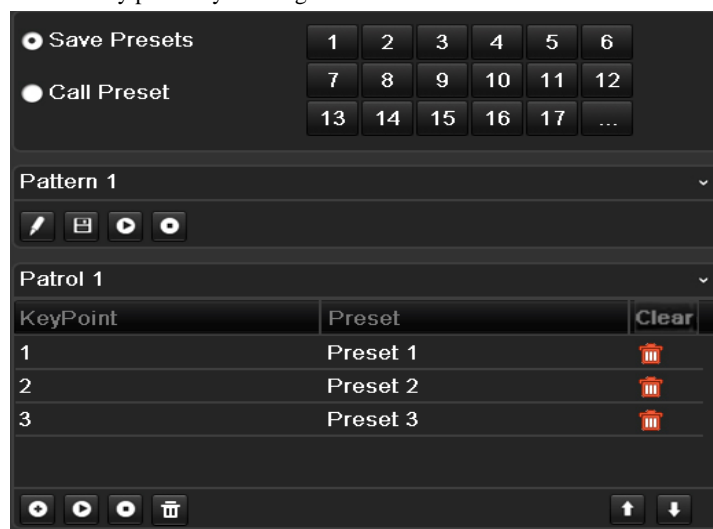 Save Presets
1 2 3 4 5 6
Call Preset
7 8 9 10 11 12
13 14 15 16 17 ...
Pattern 1
Patrol 1
KeyPoint Preset Clear
1 Preset 1
2 Preset 2
3 Preset 3